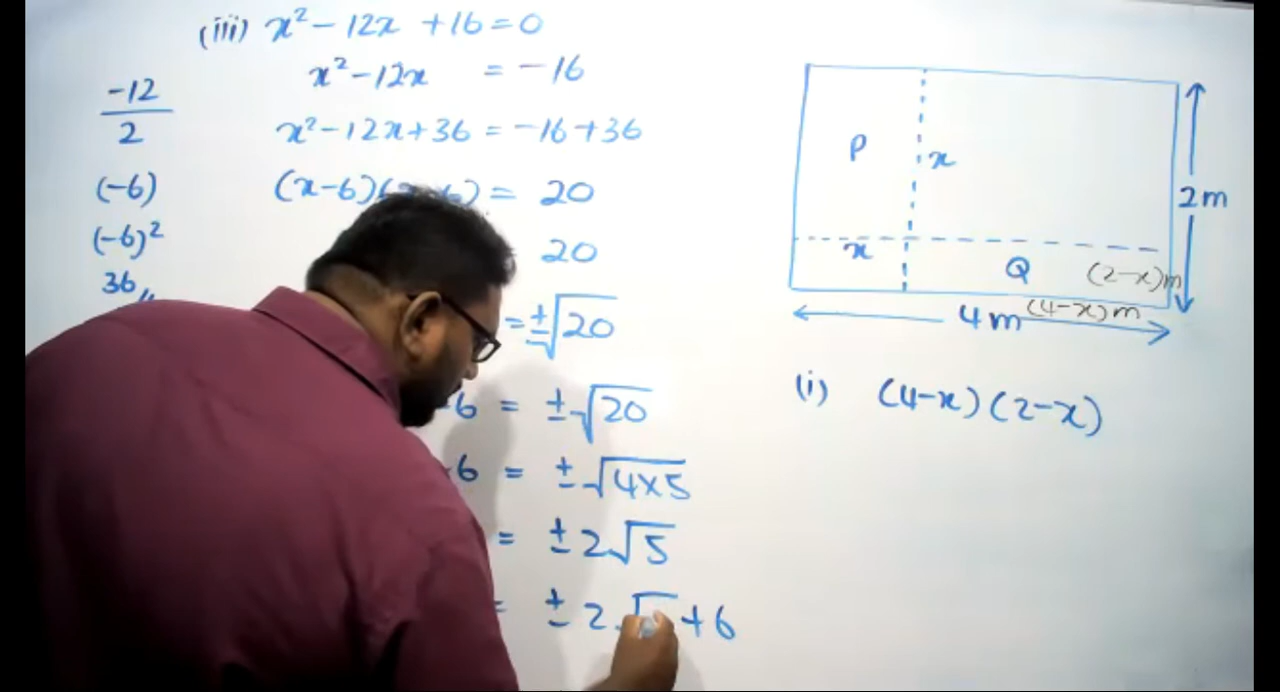 (iii) x² - 12x + 16 = 0
x² - 12x = -16
x² - 12x + 36 = -16 + 36
(x-6)( 6) = 20
20
= ±√20
6 = ±√20
6 = ±√4×5
= ±2√5
= ±2√ +6
-12
2
(-6)
(-6)²
36
P
x
x
Q
2m
(2-x)m
(4-x)m
4m
(i) (4-x)(2-x)